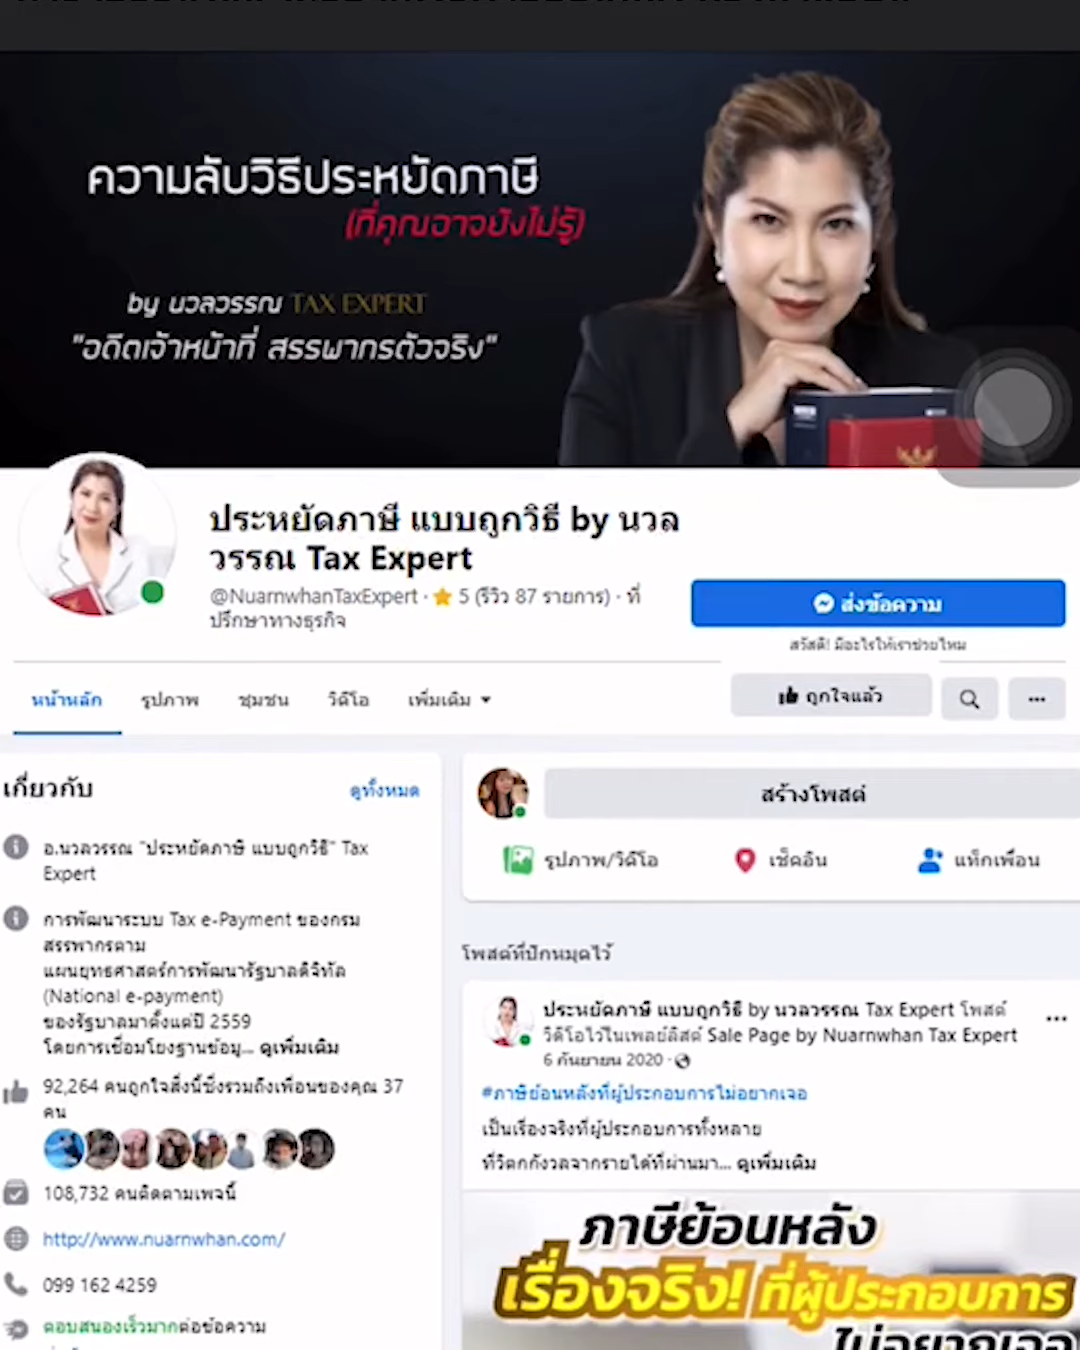 ความลับวิธีประหยัดภาษี
(ที่คุณอาจยังไม่รู้)
by นวลวรรณ TAX EXPERT
"อดีตเจ้าหน้าที่ สรรพากรตัวจริง"
ประหยัดภาษี แบบถูกวิธี by นวล
วรรณ Tax Expert
@NuarnwhanTaxExpert · 5 (รีวิว 87 รายการ) · ที่
ปรึกษาทางธุรกิจ
ส่งข้อความ
สวัสดี! มีอะไรให้เราช่วยไหม
หน้าหลัก
รูปภาพ
ชุมชน
วิดีโอ
เพิ่มเติม
ถูกใจแล้ว
เกี่ยวกับ
ดูทั้งหมด
อ.นวลวรรณ "ประหยัดภาษี แบบถูกวิธี" Tax
Expert
การพัฒนาระบบ Tax e-Payment ของกรม
สรรพากรตาม
แผนยุทธศาสตร์การพัฒนารัฐบาลดิจิทัล
(National e-payment)
ของรัฐบาลมาตั้งแต่ปี 2559
โดยการเชื่อมโยงฐานข้อมู... ดูเพิ่มเติม
92,264 คนถูกใจสิ่งนี้ซึ่งรวมถึงเพื่อนของคุณ 37
คน
108,732 คนติดตามเพจนี้
http://www.nuarnwhan.com/
099 162 4259
ตอบสนองเร็วมากต่อข้อความ
สร้างโพสต์
รูปภาพ/วิดีโอ
เช็คอิน
แท็กเพื่อน
โพสต์ที่ปักหมุดไว้
ประหยัดภาษี แบบถูกวิธี by นวลวรรณ Tax Expert โพสต์
วิดีโอไว้ในเพลย์ลิสต์ Sale Page by Nuarnwhan Tax Expert
6 กันยายน 2020 ·
#ภาษีย้อนหลังที่ผู้ประกอบการไม่อยากเจอ
เป็นเรื่องจริงที่ผู้ประกอบการทั้งหลาย
ที่วิตกกังวลจากรายได้ที่ผ่านมา... ดูเพิ่มเติม
ภาษีย้อนหลัง
เรื่องจริง! ที่ผู้ประกอบการ
ไม่อยากเจอ